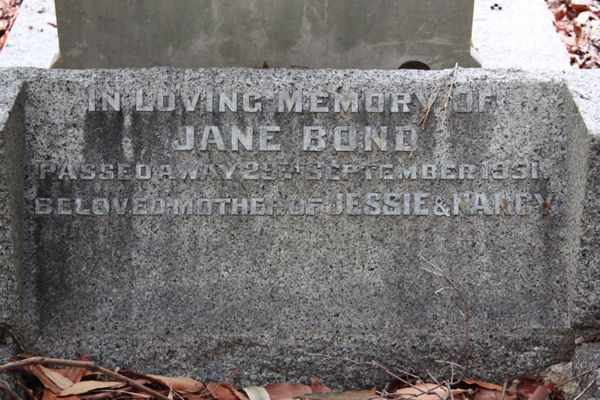 IN LOVING MEMORY OF
JANE BOND
PASSED AWAY 29TH SEPTEMBER 1931.
BELOVED MOTHER OF JESSIE & NANCY